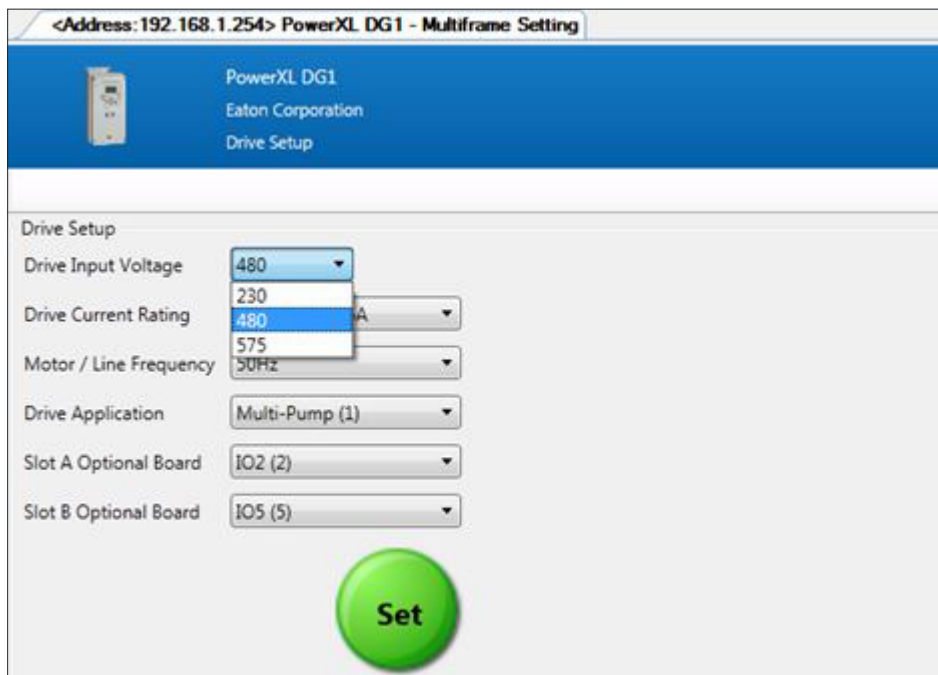 <Address:192.168.1.254> PowerXL DG1 - Multiframe Setting
PowerXL DG1
Eaton Corporation
Drive Setup
Drive Setup
Drive Input Voltage 480
230
480
575
Drive Current Rating A
Motor / Line Frequency 50Hz
Drive Application Multi-Pump (1)
Slot A Optional Board IO2 (2)
Slot B Optional Board IO5 (5)
Set